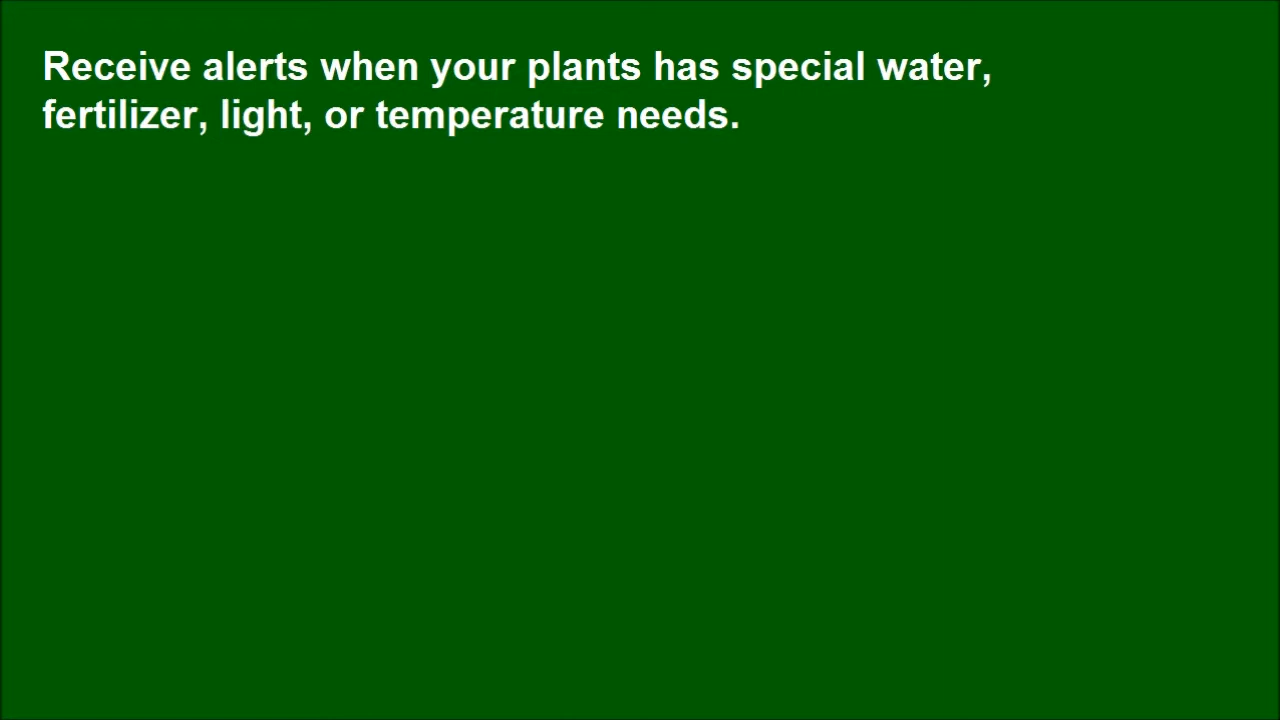 Receive alerts when your plants has special water,
fertilizer, light, or temperature needs.